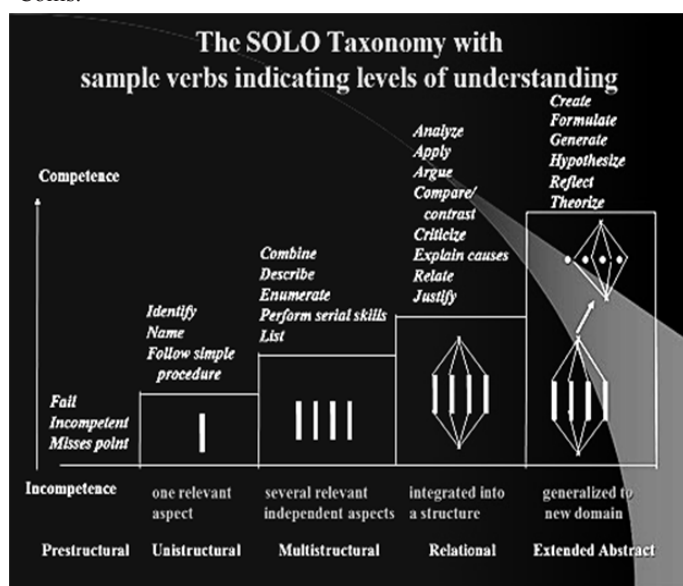 The SOLO Taxonomy with
sample verbs indicating levels of understanding
Competence
Incompetence
Fail
Incompetent
Misses point
Identify
Name
Follow simple
procedure
Combine
Describe
Enumerate
Perform serial skills
List
Analyze
Apply
Argue
Compare/
contrast
Criticize
Explain causes
Relate
Justify
Create
Formulate
Generate
Hypothesize
Reflect
Theorize
one relevant
aspect
several relevant
independent aspects
integrated into
a structure
generalized to
new domain
Prestructural
Unistructural
Multistructural
Relational
Extended Abstract